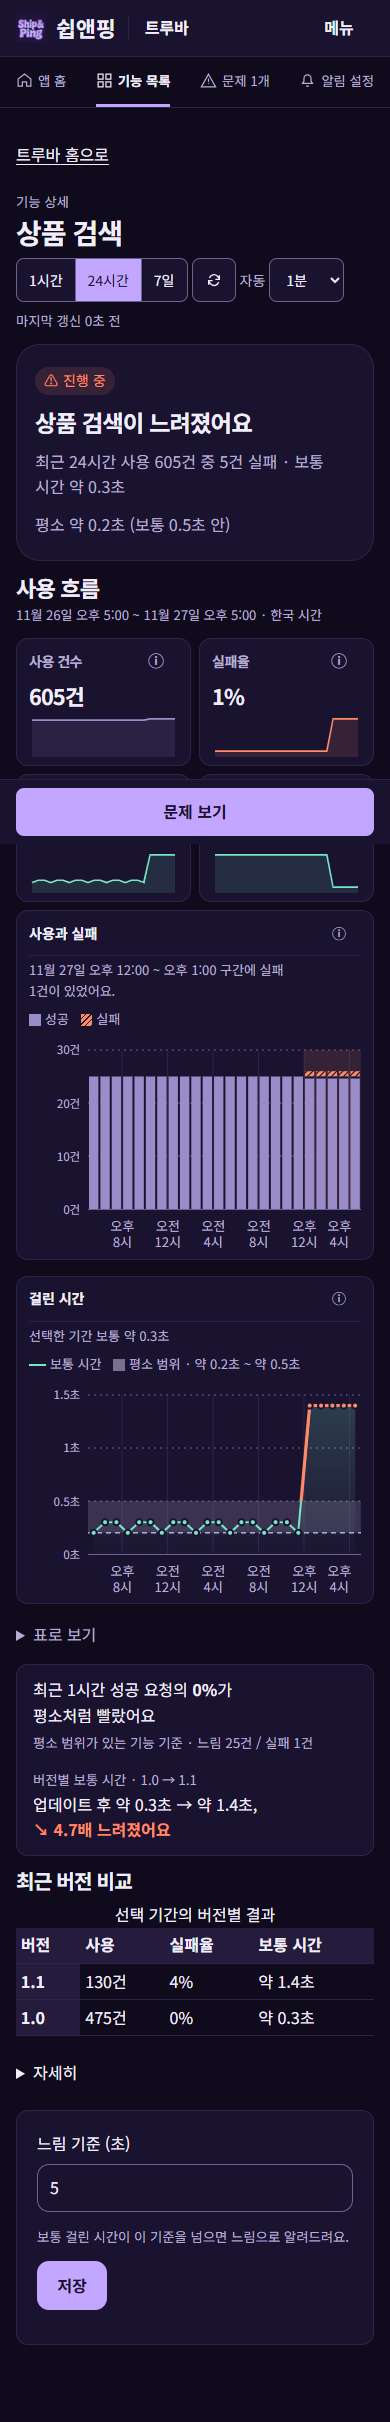 Ship&
Ping
쉽앤핑
트루바
메뉴
앱 홈
기능 목록
문제 1개
알림 설정
트루바 홈으로
기능 상세
상품 검색
1시간
24시간
7일
자동
1분
마지막 갱신 0초 전
진행 중
상품 검색이 느려졌어요
최근 24시간 사용 605건 중 5건 실패 · 보통
시간 약 0.3초
평소 약 0.2초 (보통 0.5초 안)
사용 흐름
11월 26일 오후 5:00 ~ 11월 27일 오후 5:00 · 한국 시간
사용 건수
605건
실패율
1%
문제 보기
사용과 실패
11월 27일 오후 12:00 ~ 오후 1:00 구간에 실패
1건이 있었어요.
성공
실패
30건
20건
10건
0건
오후 8시
오전 12시
오전 4시
오전 8시
오후 12시
오후 4시
걸린 시간
선택한 기간 보통 약 0.3초
보통 시간
평소 범위 · 약 0.2초 ~ 약 0.5초
1.5초
1초
0.5초
0초
오후 8시
오전 12시
오전 4시
오전 8시
오후 12시
오후 4시
▶ 표로 보기
최근 1시간 성공 요청의 0%가
평소처럼 빨랐어요
평소 범위가 있는 기능 기준 · 느림 25건 / 실패 1건
버전별 보통 시간 · 1.0 → 1.1
업데이트 후 약 0.3초 → 약 1.4초,
↘ 4.7배 느려졌어요
최근 버전 비교
선택 기간의 버전별 결과
버전 사용 실패율 보통 시간
1.1 130건 4% 약 1.4초
1.0 475건 0% 약 0.3초
▶ 자세히
느림 기준 (초)
5
보통 걸린 시간이 이 기준을 넘으면 느림으로 알려드려요.
저장